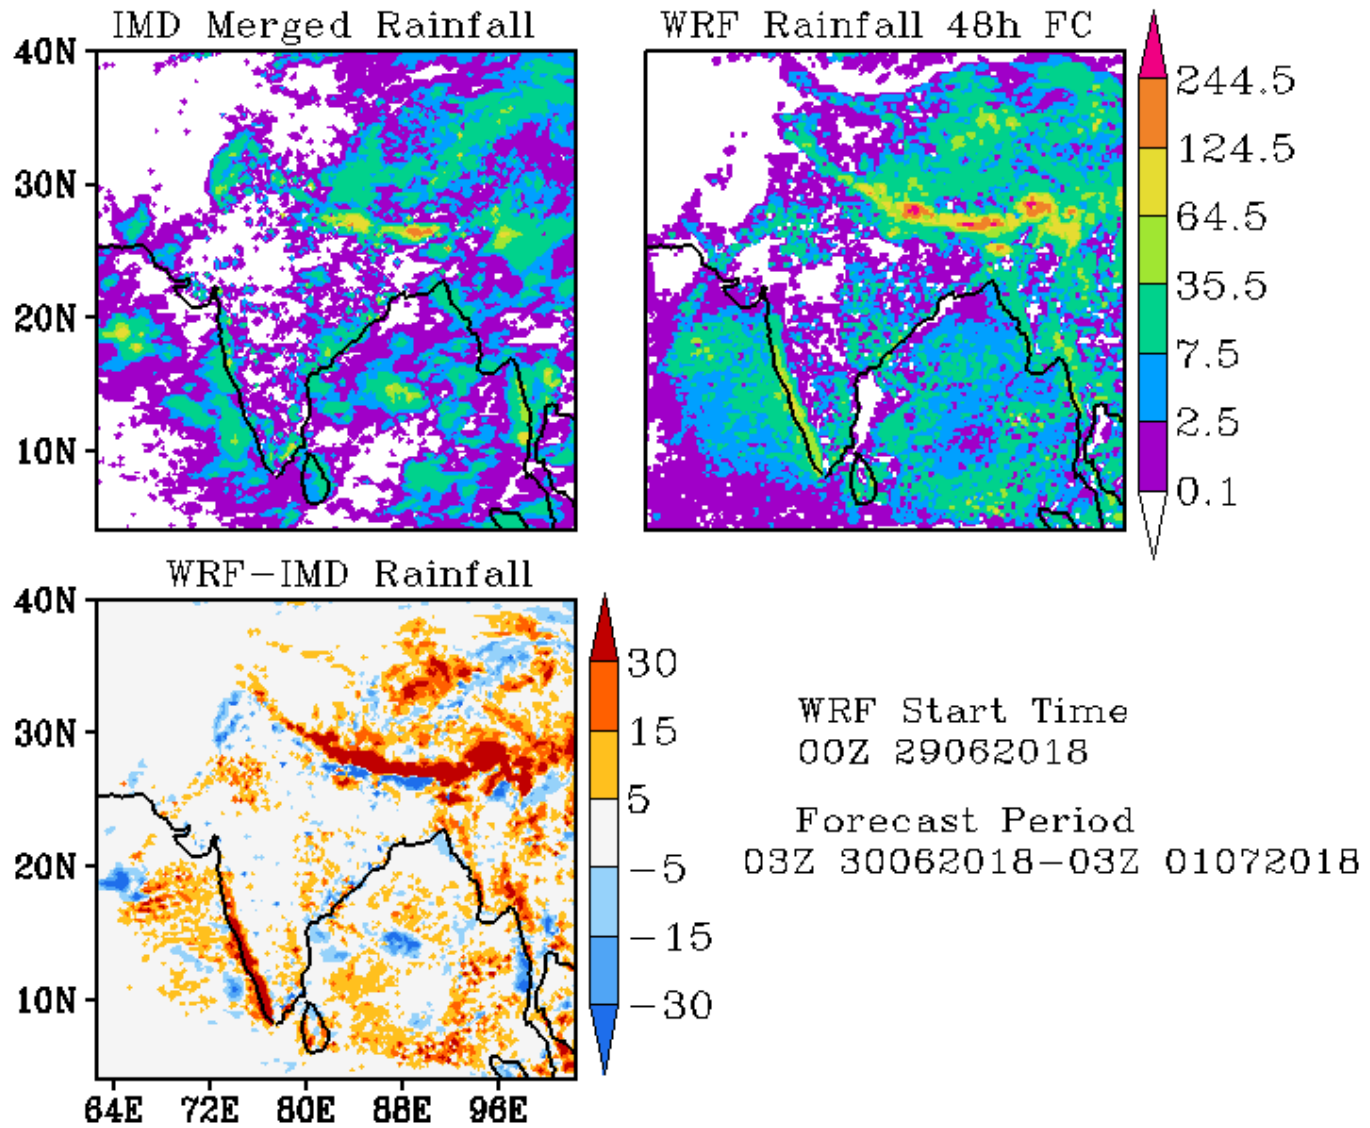 IMD Merged Rainfall
WRF Rainfall 48h FC
40N
30N
20N
10N
244.5
124.5
64.5
35.5
7.5
2.5
0.1
WRF-IMD Rainfall
40N
30N
20N
10N
64E 72E 80E 88E 96E
30
15
5
-5
-15
-30
WRF Start Time
00Z 29062018
Forecast Period
03Z 30062018-03Z 01072018